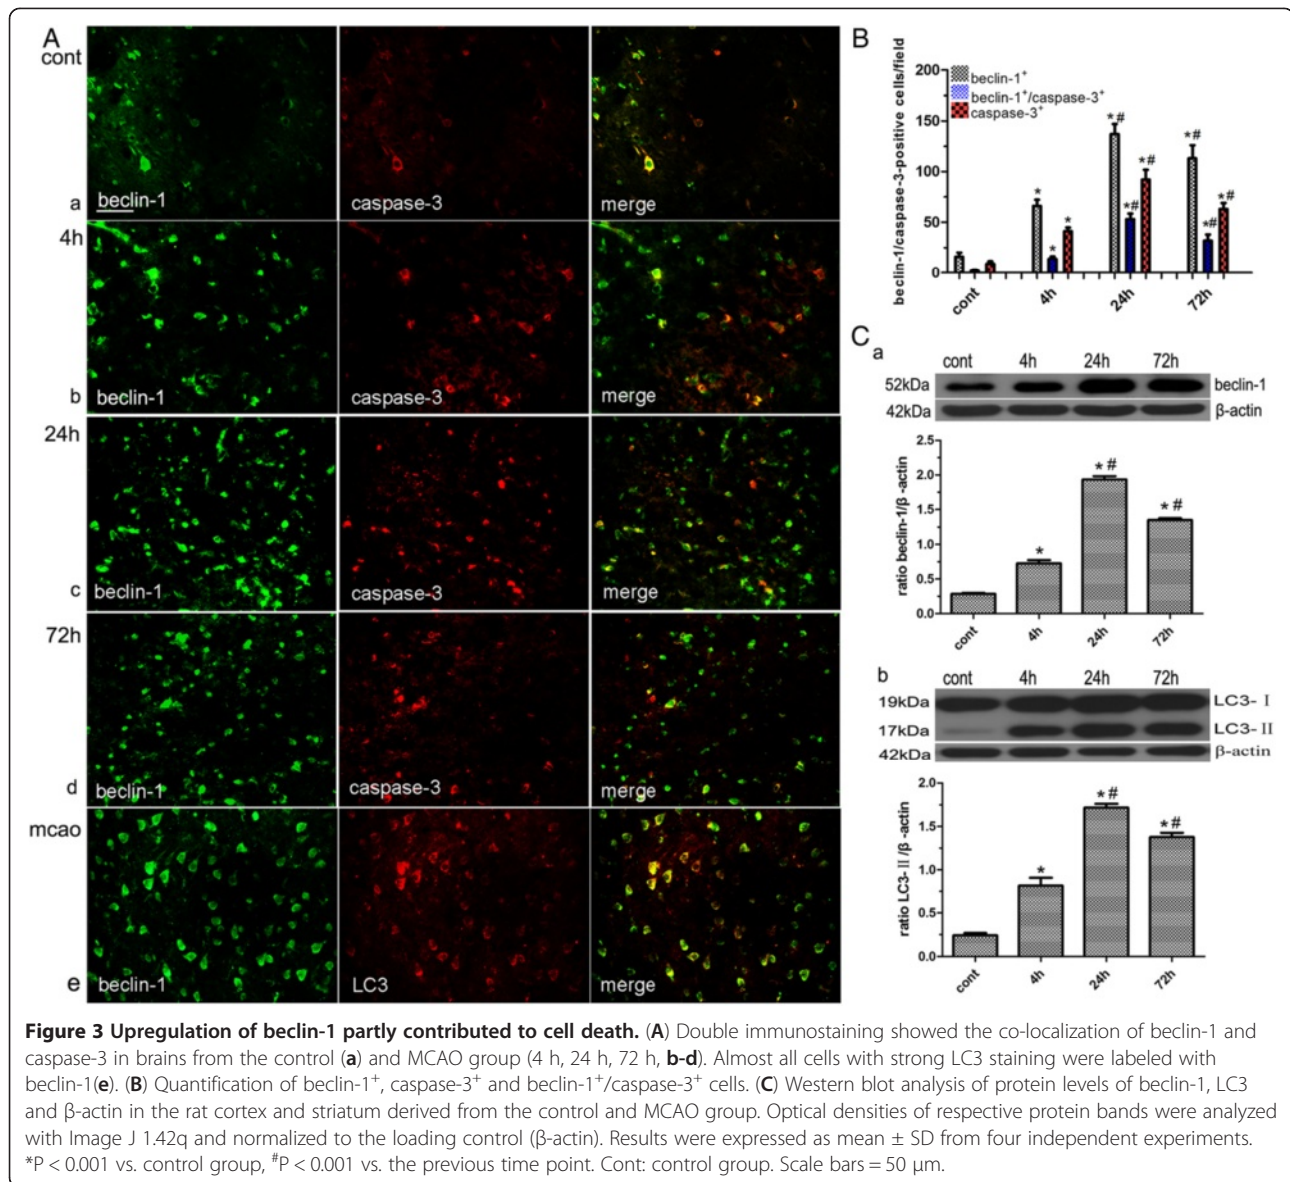 A
cont
beclin-1
caspase-3
merge
a
4h
beclin-1
caspase-3
merge
b
24h
beclin-1
caspase-3
merge
c
72h
beclin-1
caspase-3
merge
d
mcao
beclin-1
LC3
merge
e
B
beclin-1/caspase-3-positive cells/field
200
150
100
50
0
beclin-1⁺
beclin-1⁺/caspase-3⁺
caspase-3⁺
* * *
*# *# *#
*# *# *#
cont 4h 24h 72h
C
a
cont 4h 24h 72h
52kDa beclin-1
42kDa β-actin
ratio beclin-1/β -actin
2.5
2.0
1.5
1.0
0.5
0.0
* *# *#
cont 4h 24h 72h
b
cont 4h 24h 72h
19kDa LC3- Ⅰ
17kDa LC3- Ⅱ
42kDa β-actin
ratio LC3-Ⅱ/β -actin
2.0
1.5
1.0
0.5
0.0
* *# *#
cont 4h 24h 72h
Figure 3 Upregulation of beclin-1 partly contributed to cell death. (A) Double immunostaining showed the co-localization of beclin-1 and
caspase-3 in brains from the control (a) and MCAO group (4 h, 24 h, 72 h, b-d). Almost all cells with strong LC3 staining were labeled with
beclin-1(e). (B) Quantification of beclin-1⁺, caspase-3⁺ and beclin-1⁺/caspase-3⁺ cells. (C) Western blot analysis of protein levels of beclin-1, LC3
and β-actin in the rat cortex and striatum derived from the control and MCAO group. Optical densities of respective protein bands were analyzed
with Image J 1.42q and normalized to the loading control (β-actin). Results were expressed as mean ± SD from four independent experiments.
*P < 0.001 vs. control group, #P < 0.001 vs. the previous time point. Cont: control group. Scale bars = 50 μm.